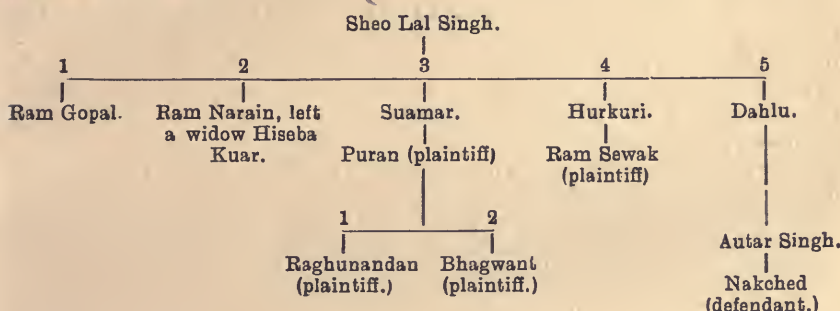 Sheo Lal Singh.
1 2 3 4 5
Ram Gopal. Ram Narain, left Suamar. Hurkuri. Dahlu.
a widow Hiseba
Kuar. Puran (plaintiff) Ram Sewak
(plaintiff)
1 2
Autar Singh.
Raghunandan Bhagwant
(plaintiff.) (plaintiff.) Nakched
(defendant.)